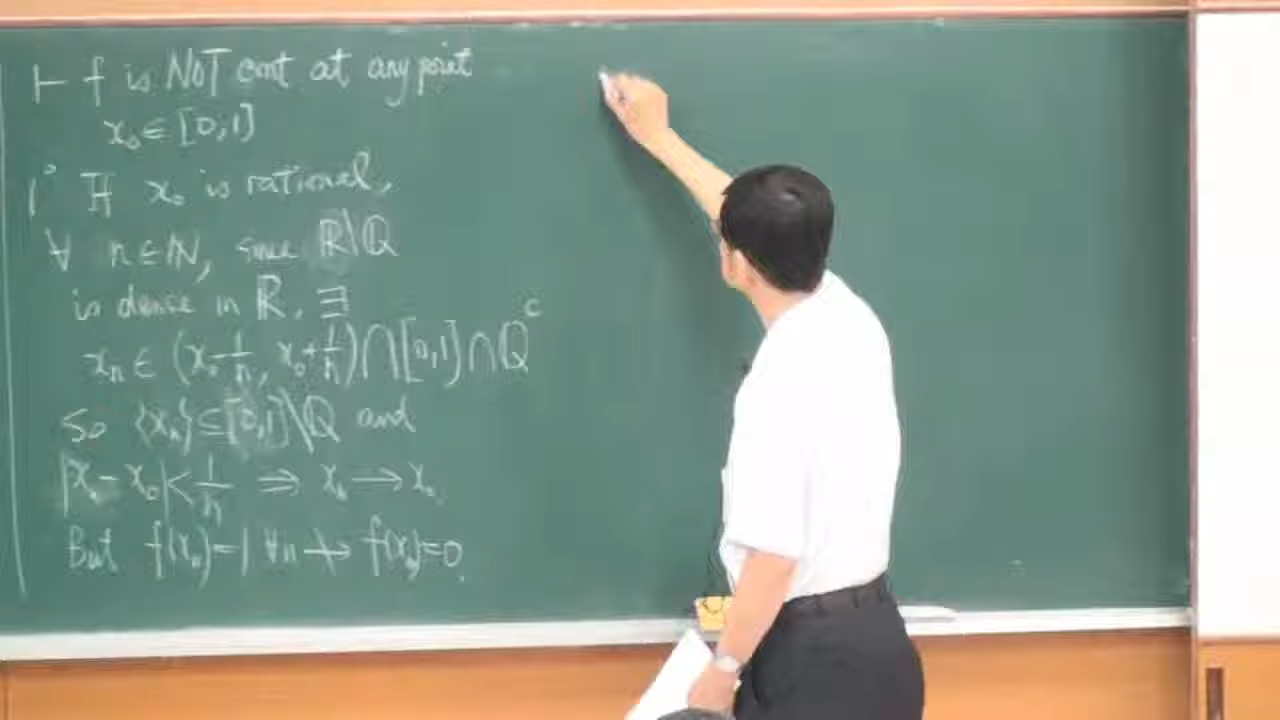 ⊢ f is NOT cont at any point
x₀ ∈ [0,1]
1° If x₀ is rational,
∀ n∈ℕ, since ℝ\ℚ
is dense in ℝ, ∃
xₙ ∈ (x₀-1/n, x₀+1/n)∩[0,1]∩ℚᶜ
So {xₙ}⊆[0,1]\ℚ and
|xₙ-x₀|<1/n ⇒ xₙ→x₀
But f(xₙ)=1 ∀n ↛ f(x₀)=0.